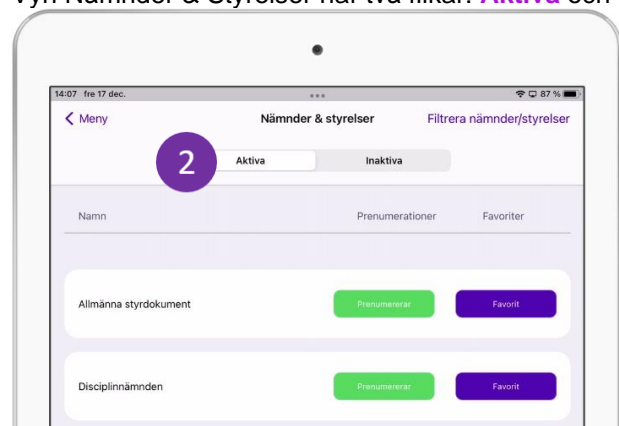 Vyn Nämnder & Styrelser har två flikar: Aktiva och
14:07 fre 17 dec. 87 %
Meny Nämnder & styrelser Filtrera nämnder/styrelser
2 Aktiva Inaktiva
Namn Prenumerationer Favoriter
Allmänna styrdokument Prenumererar Favorit
Disciplinnämnden Prenumererar Favorit